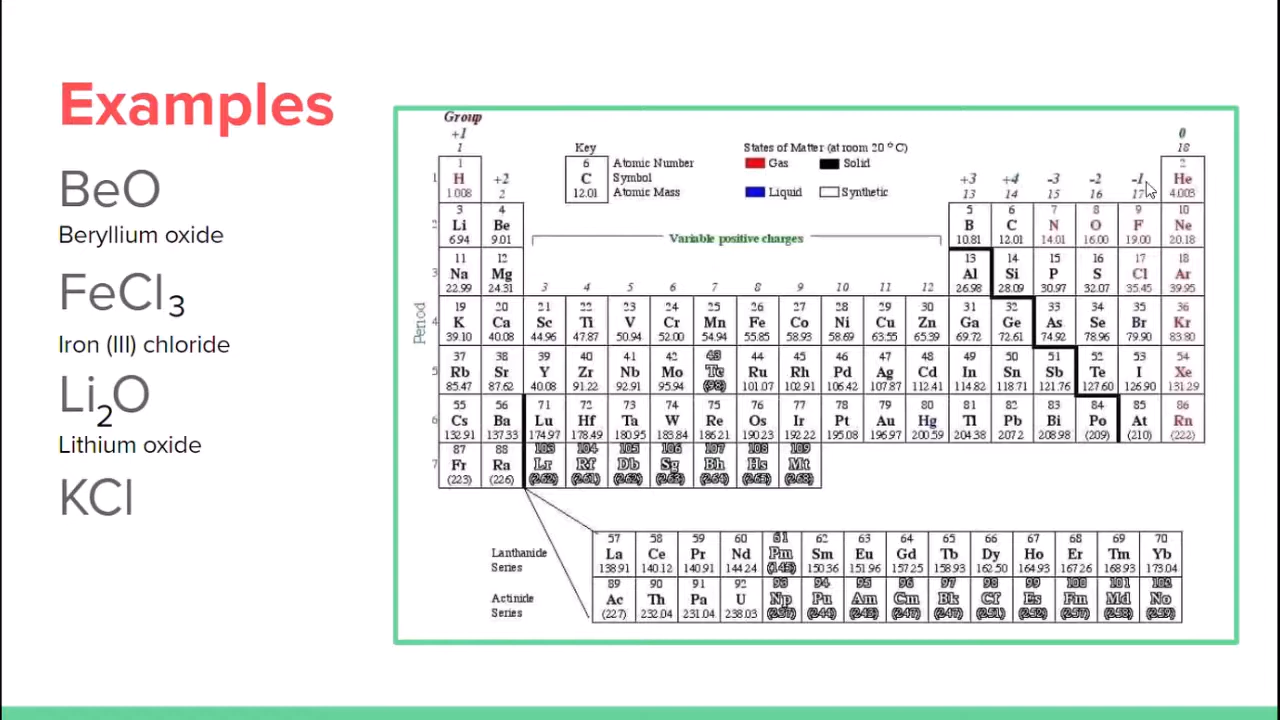 Examples
BeO
Beryllium oxide
FeCl3
Iron (III) chloride
Li2O
Lithium oxide
KCl
Group
+1 0
1 Key States of Matter (at room 20 °C) 18
1 6 Atomic Number Gas Solid 2
1 H +2 C Symbol +3 +4 -3 -2 -1 He
1.008 2 12.01 Atomic Mass Liquid Synthetic 13 14 15 16 17 4.003
3 4 5 6 7 8 9 10
2 Li Be Variable positive charges B C N O F Ne
6.94 9.01 10.81 12.01 14.01 16.00 19.00 20.18
11 12 13 14 15 16 17 18
3 Na Mg Al Si P S Cl Ar
22.99 24.31 3 4 5 6 7 8 9 10 11 12 26.98 28.09 30.97 32.07 35.45 39.95
Period
19 20 21 22 23 24 25 26 27 28 29 30 31 32 33 34 35 36
4 K Ca Sc Ti V Cr Mn Fe Co Ni Cu Zn Ga Ge As Se Br Kr
39.10 40.08 44.96 47.87 50.94 52.00 54.94 55.85 58.93 58.69 63.55 65.39 69.72 72.61 74.92 78.96 79.90 83.80
37 38 39 40 41 42 43 44 45 46 47 48 49 50 51 52 53 54
5 Rb Sr Y Zr Nb Mo Tc Ru Rh Pd Ag Cd In Sn Sb Te I Xe
85.47 87.62 40.08 91.22 92.91 95.94 (98) 101.07 102.91 106.42 107.87 112.41 114.82 118.71 121.76 127.60 126.90 131.29
55 56 71 72 73 74 75 76 77 78 79 80 81 82 83 84 85 86
6 Cs Ba Lu Hf Ta W Re Os Ir Pt Au Hg Tl Pb Bi Po At Rn
132.91 137.33 174.97 178.49 180.95 183.84 186.21 190.23 192.22 195.08 196.97 200.59 204.38 207.2 208.98 (209) (210) (222)
87 88 103 104 105 106 107 108 109
7 Fr Ra Lr Rf Db Sg Bh Hs Mt
(223) (226) (262) (261) (262) (263) (264) (265) (268)
57 58 59 60 61 62 63 64 65 66 67 68 69 70
Lanthanide Series La Ce Pr Nd Pm Sm Eu Gd Tb Dy Ho Er Tm Yb
138.91 140.12 140.91 144.24 (145) 150.36 151.96 157.25 158.93 162.50 164.93 167.26 168.93 173.04
89 90 91 92 93 94 95 96 97 98 99 100 101 102
Actinide Series Ac Th Pa U Np Pu Am Cm Bk Cf Es Fm Md No
(227) 232.04 231.04 238.03 (237) (244) (243) (247) (247) (251) (252) (257) (258) (259)